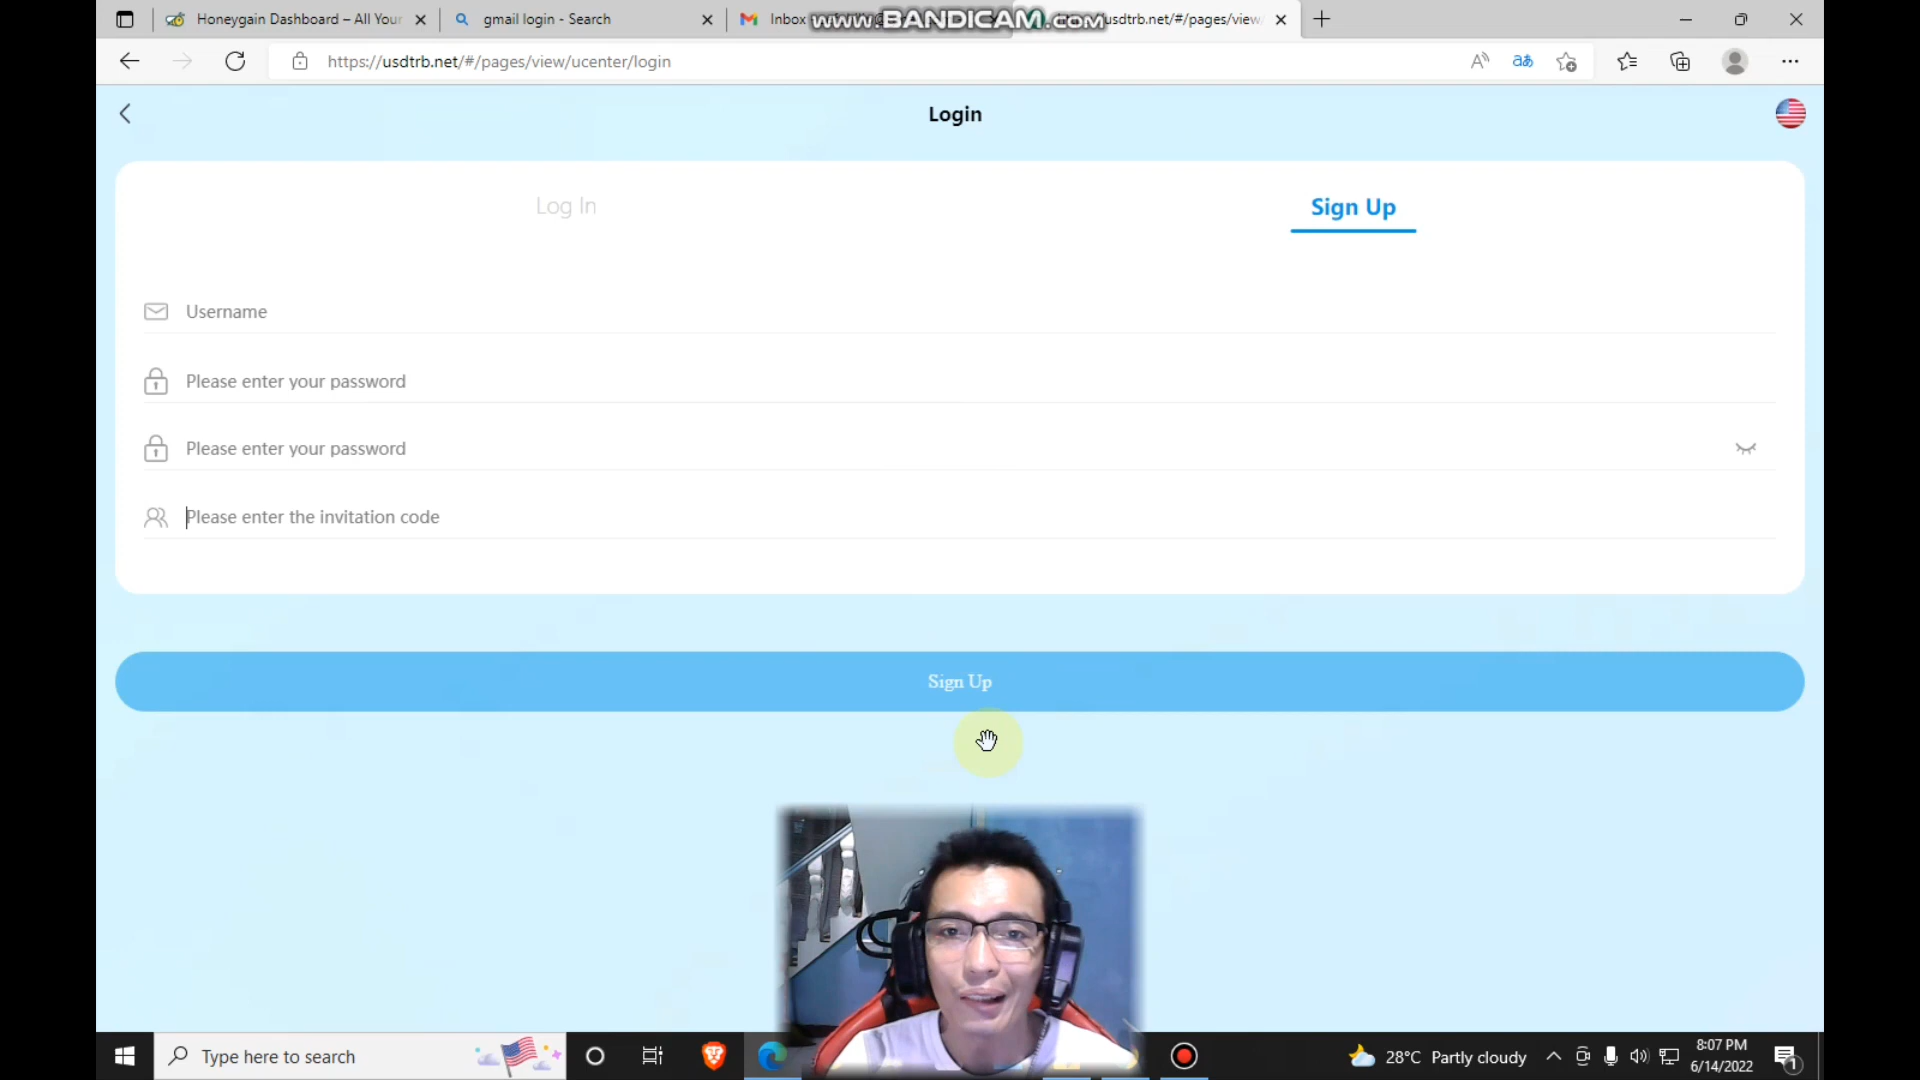 Honeygain Dashboard – All Your
gmail login - Search
Inbox
www.BANDICAM.com
usdtrb.net/#/pages/view
https://usdtrb.net/#/pages/view/ucenter/login
Login
Log In
Sign Up
Username
Please enter your password
Please enter your password
Please enter the invitation code
Sign Up
Type here to search
28°C Partly cloudy
8:07 PM
6/14/2022
1